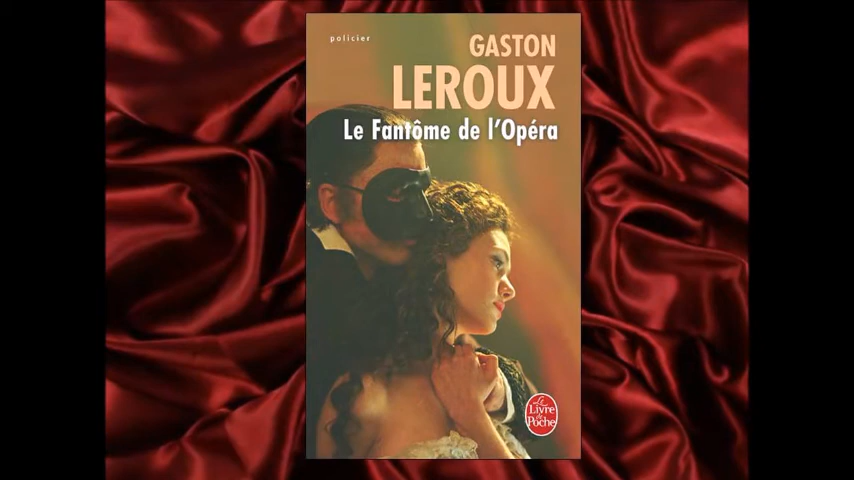 policier
GASTON
LEROUX
Le Fantôme de l'Opéra
Le
Livre
de
Poche